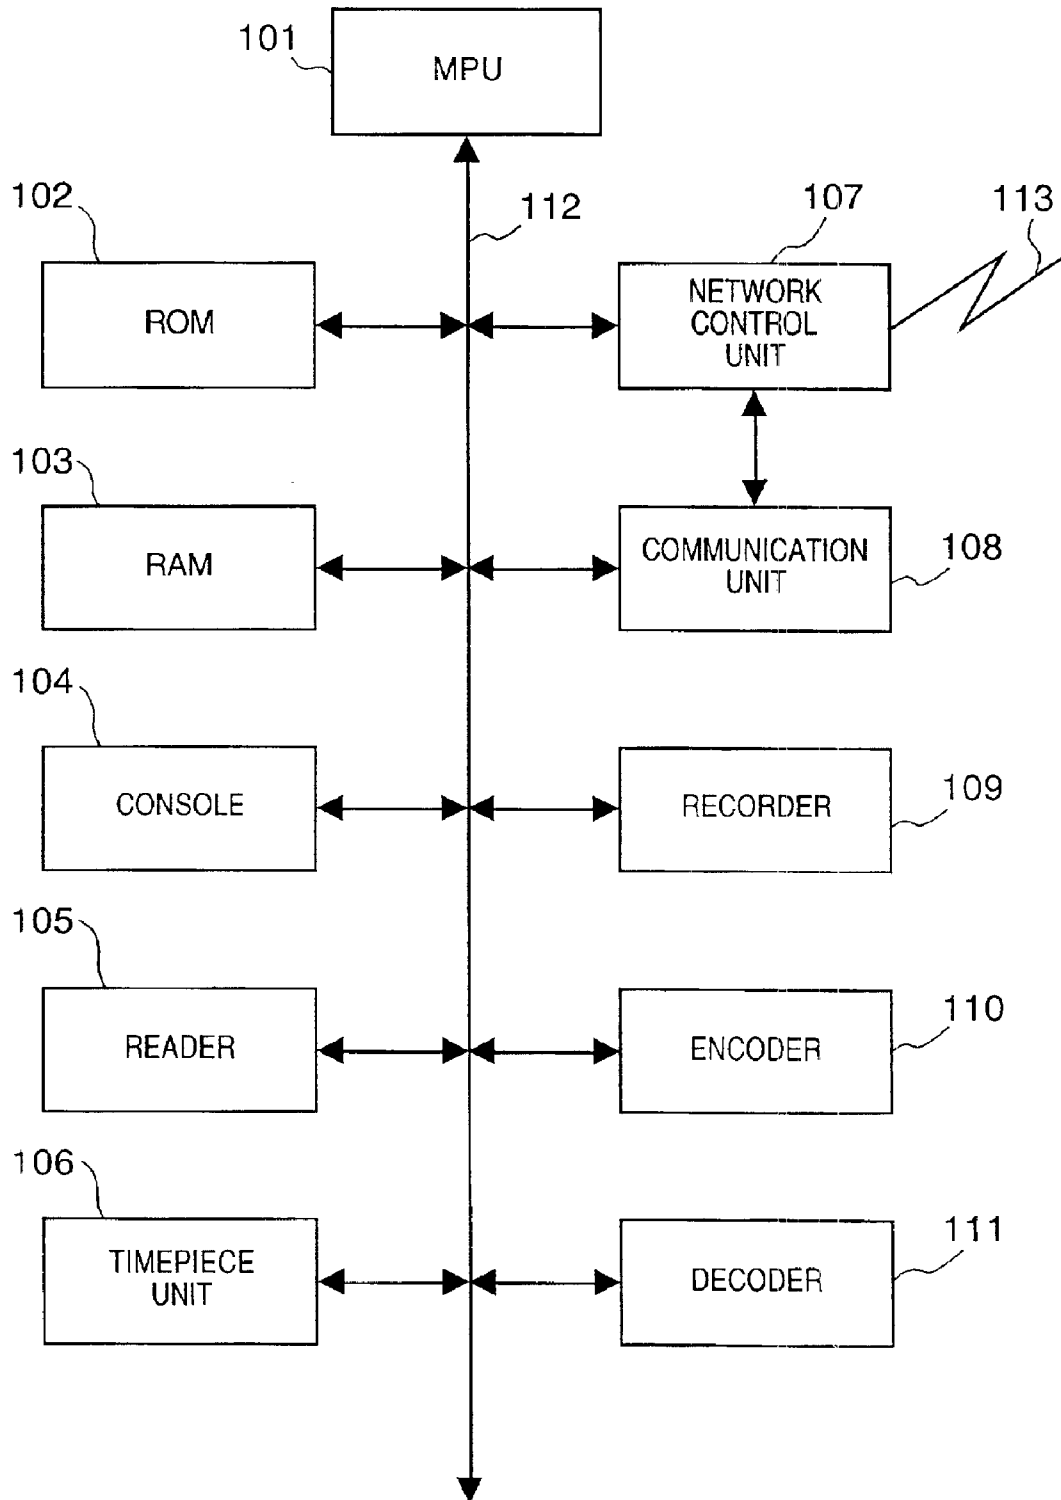 101
MPU
102
112
107
113
ROM
NETWORK
CONTROL
UNIT
103
RAM
COMMUNICATION
UNIT
108
104
CONSOLE
RECORDER
109
105
READER
ENCODER
110
106
TIMEPIECE
UNIT
DECODER
111